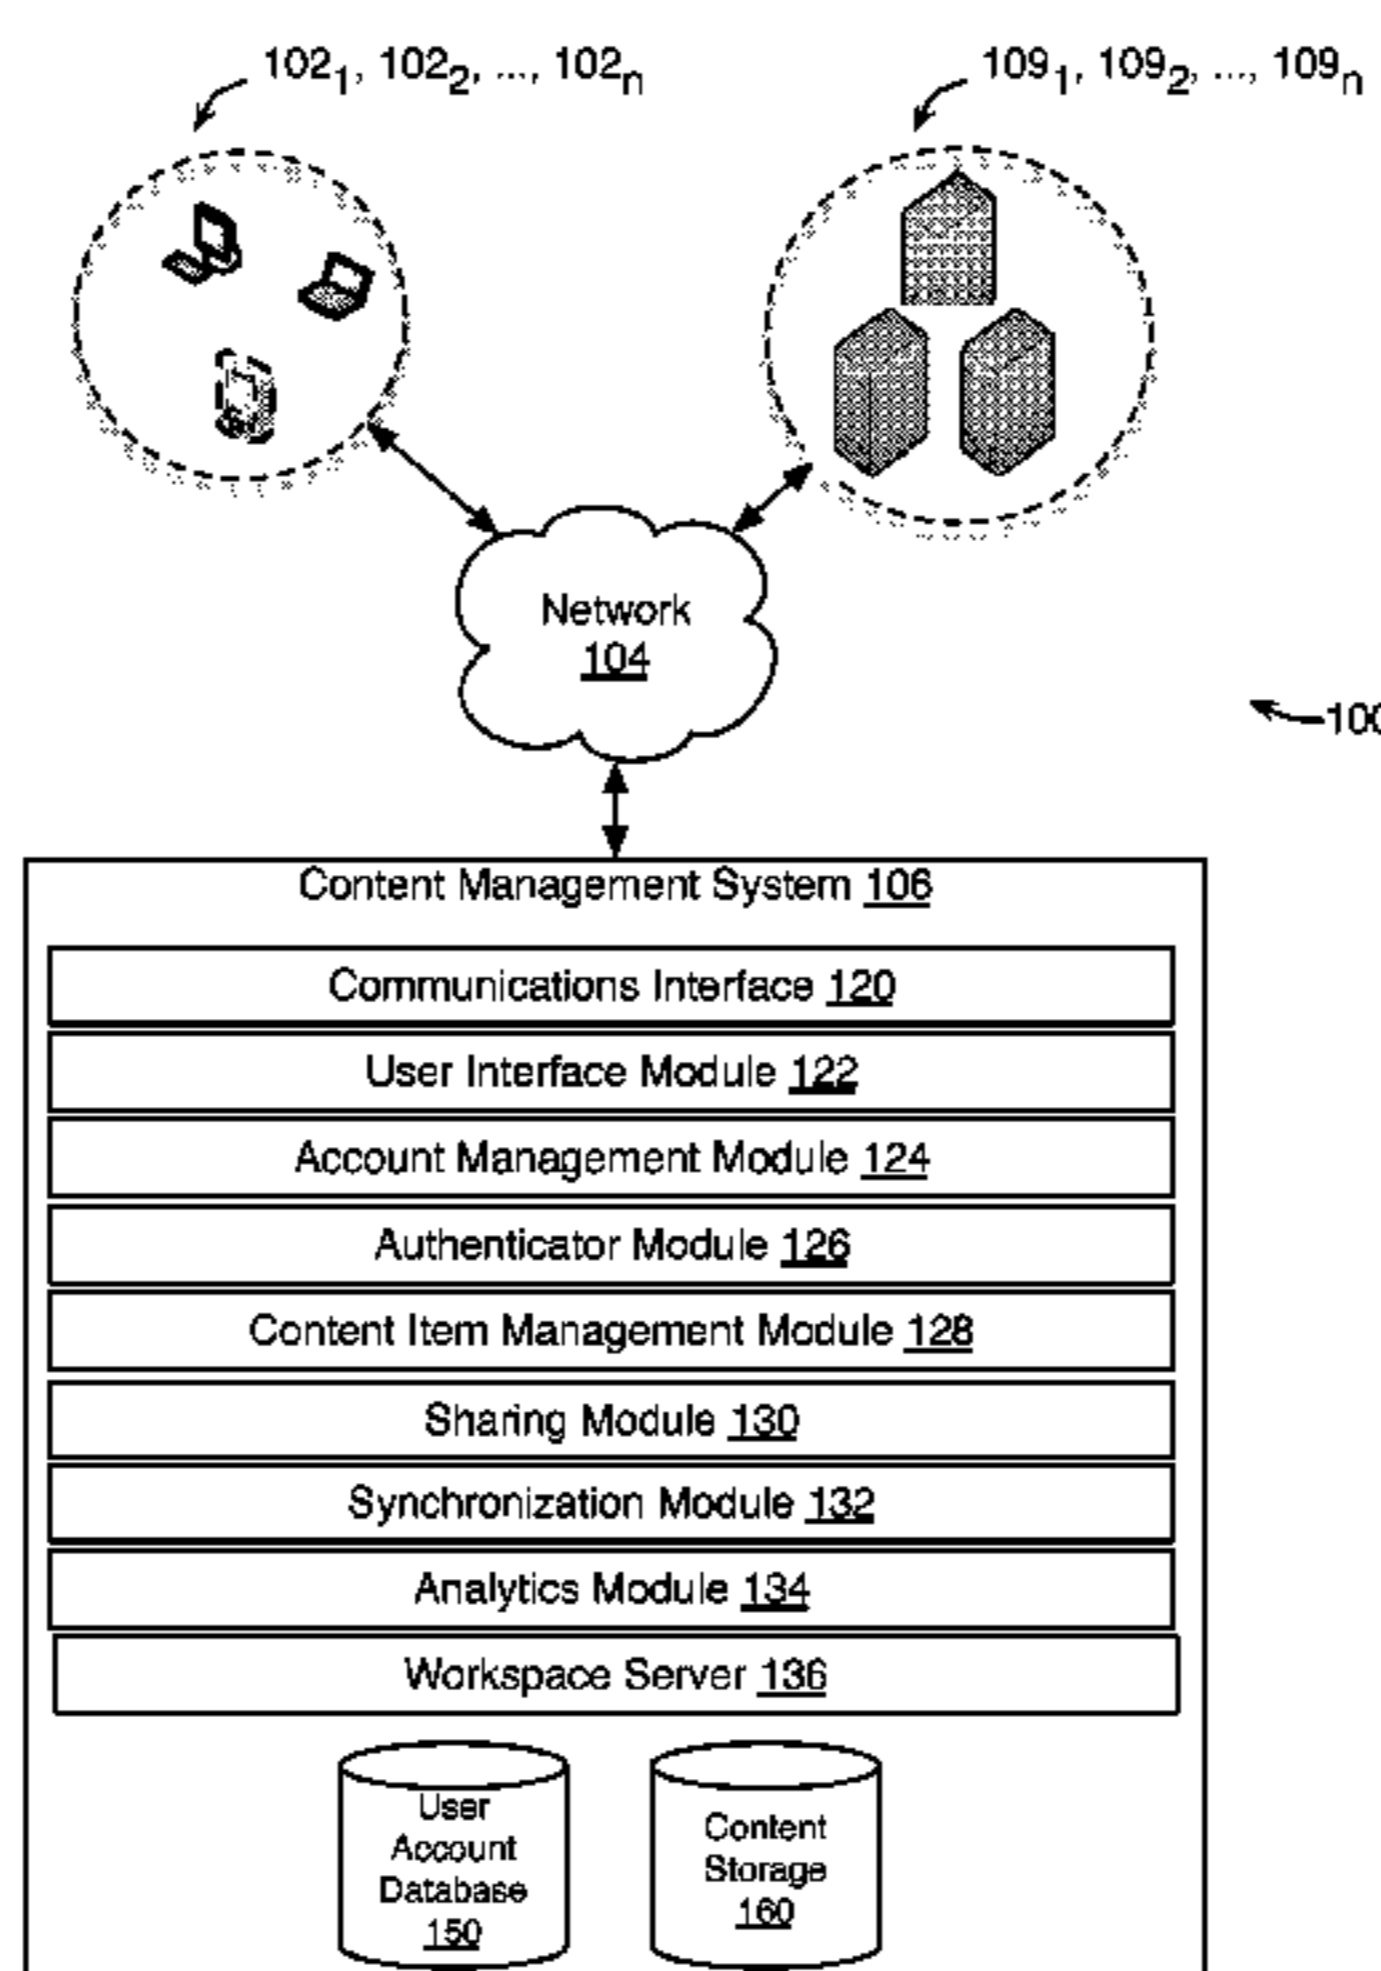 102₁, 102₂, ..., 102ₙ
109₁, 109₂, ..., 109ₙ
Network
104
100
Content Management System 106
Communications Interface 120
User Interface Module 122
Account Management Module 124
Authenticator Module 126
Content Item Management Module 128
Sharing Module 130
Synchronization Module 132
Analytics Module 134
Workspace Server 136
User
Account
Database
150
Content
Storage
160